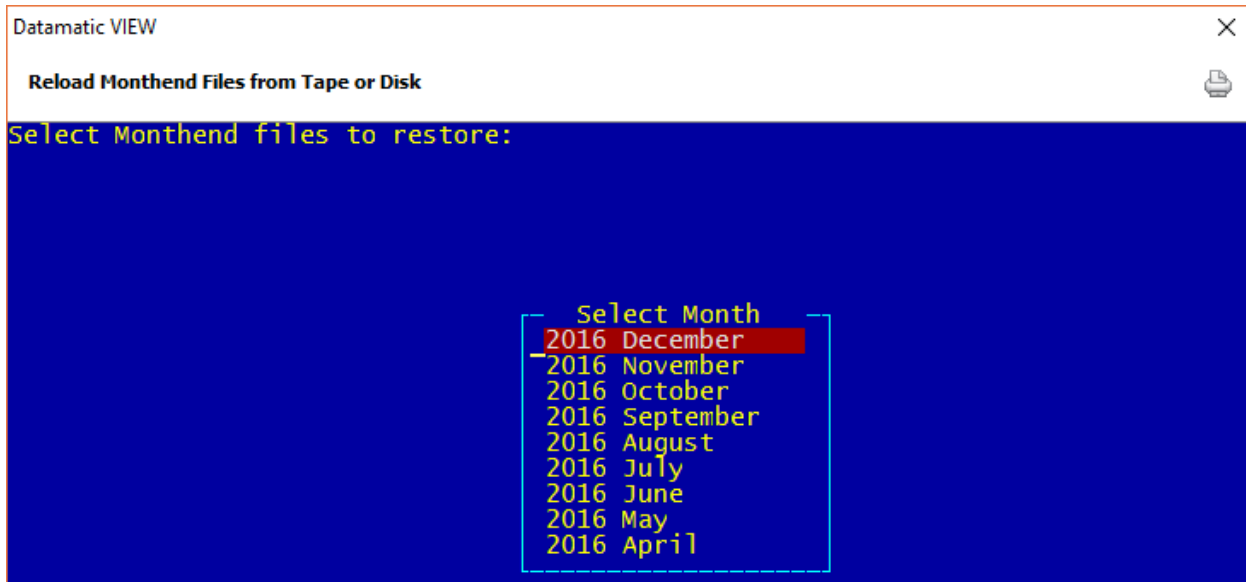 Datamatic VIEW
Reload Monthend Files from Tape or Disk
Select Monthend files to restore:
Select Month
2016 December
2016 November
2016 October
2016 September
2016 August
2016 July
2016 June
2016 May
2016 April